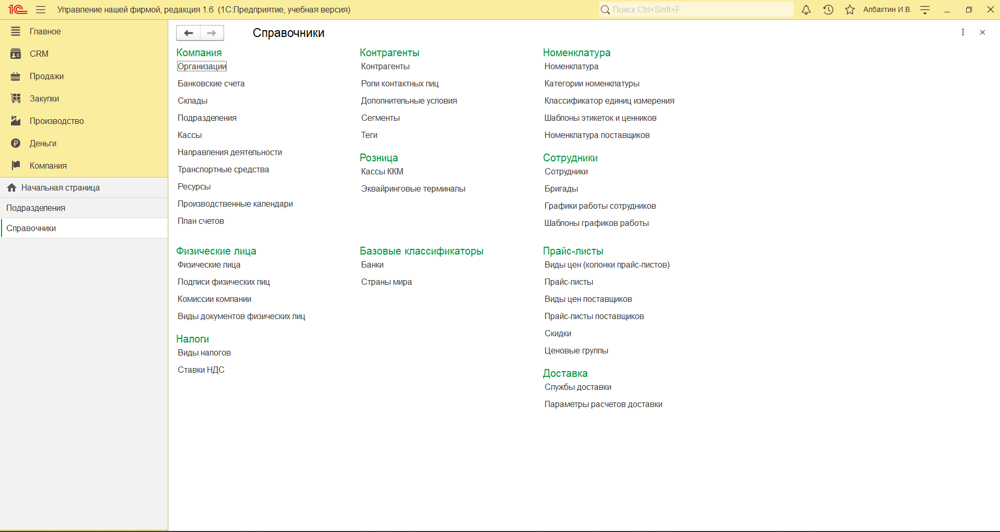 1С
Управление нашей фирмой, редакция 1.6 (1С:Предприятие, учебная версия)
Поиск Ctrl+Shift+F
Албахтин И.В.
Главное
CRM
Продажи
Закупки
Производство
Деньги
Компания
Начальная страница
Подразделения
Справочники
Справочники
Компания
Организации
Банковские счета
Склады
Подразделения
Кассы
Направления деятельности
Транспортные средства
Ресурсы
Производственные календари
План счетов
Контрагенты
Контрагенты
Роли контактных лиц
Дополнительные условия
Сегменты
Теги
Розница
Кассы ККМ
Эквайринговые терминалы
Номенклатура
Номенклатура
Категории номенклатуры
Классификатор единиц измерения
Шаблоны этикеток и ценников
Номенклатура поставщиков
Сотрудники
Сотрудники
Бригады
Графики работы сотрудников
Шаблоны графиков работы
Физические лица
Физические лица
Подписи физических лиц
Комиссии компании
Виды документов физических лиц
Налоги
Виды налогов
Ставки НДС
Базовые классификаторы
Банки
Страны мира
Прайс-листы
Виды цен (колонки прайс-листов)
Прайс-листы
Виды цен поставщиков
Прайс-листы поставщиков
Скидки
Ценовые группы
Доставка
Службы доставки
Параметры расчетов доставки